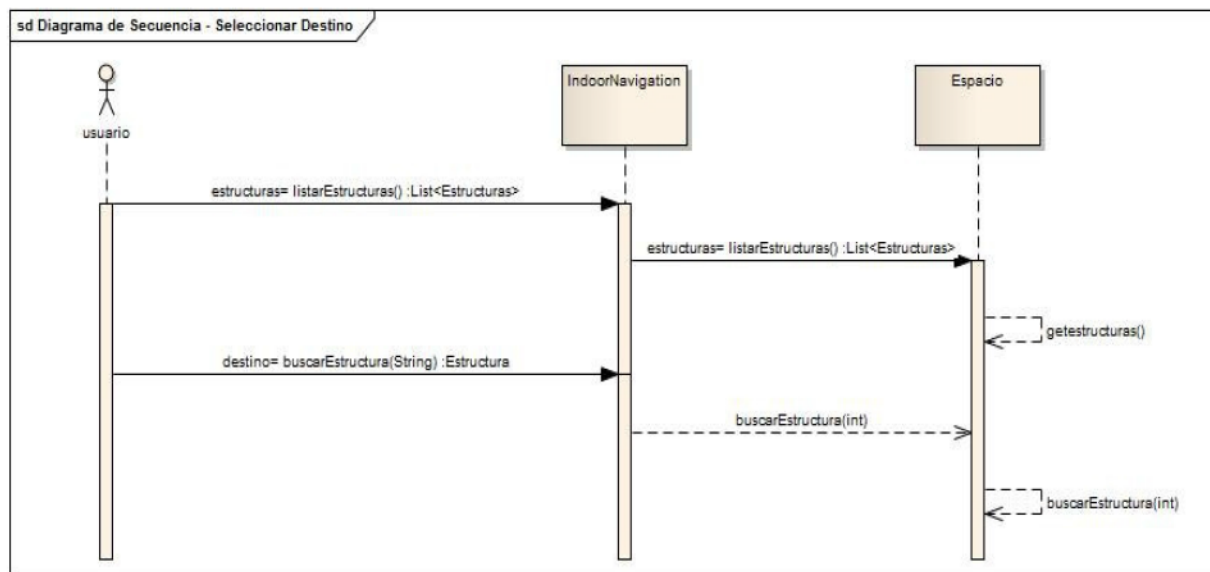 sd Diagrama de Secuencia - Seleccionar Destino
usuario
IndoorNavigation
Espacio
estructuras= listarEstructuras() :List<Estructuras>
estructuras= listarEstructuras() :List<Estructuras>
getestructuras()
destino= buscarEstructura(String) :Estructura
buscarEstructura(int)
buscarEstructura(int)